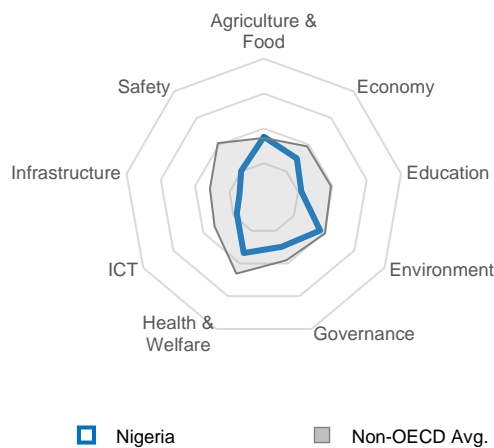 Agriculture &
Food
Safety
Economy
Infrastructure
Education
ICT
Environment
Health &
Welfare
Governance
Nigeria
Non-OECD Avg.